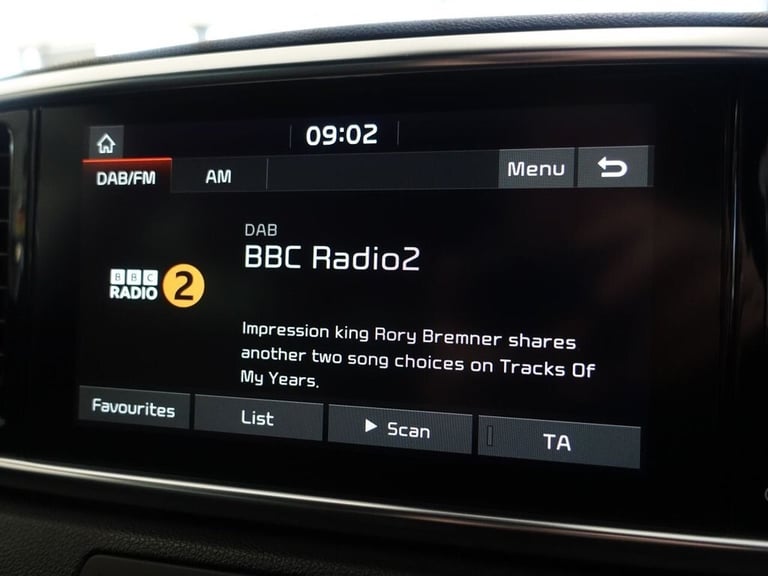 09:02
DAB/FM AM Menu
DAB
BBC Radio2
BBC
RADIO 2
Impression king Rory Bremner shares
another two song choices on Tracks Of
My Years.
Favourites List Scan TA